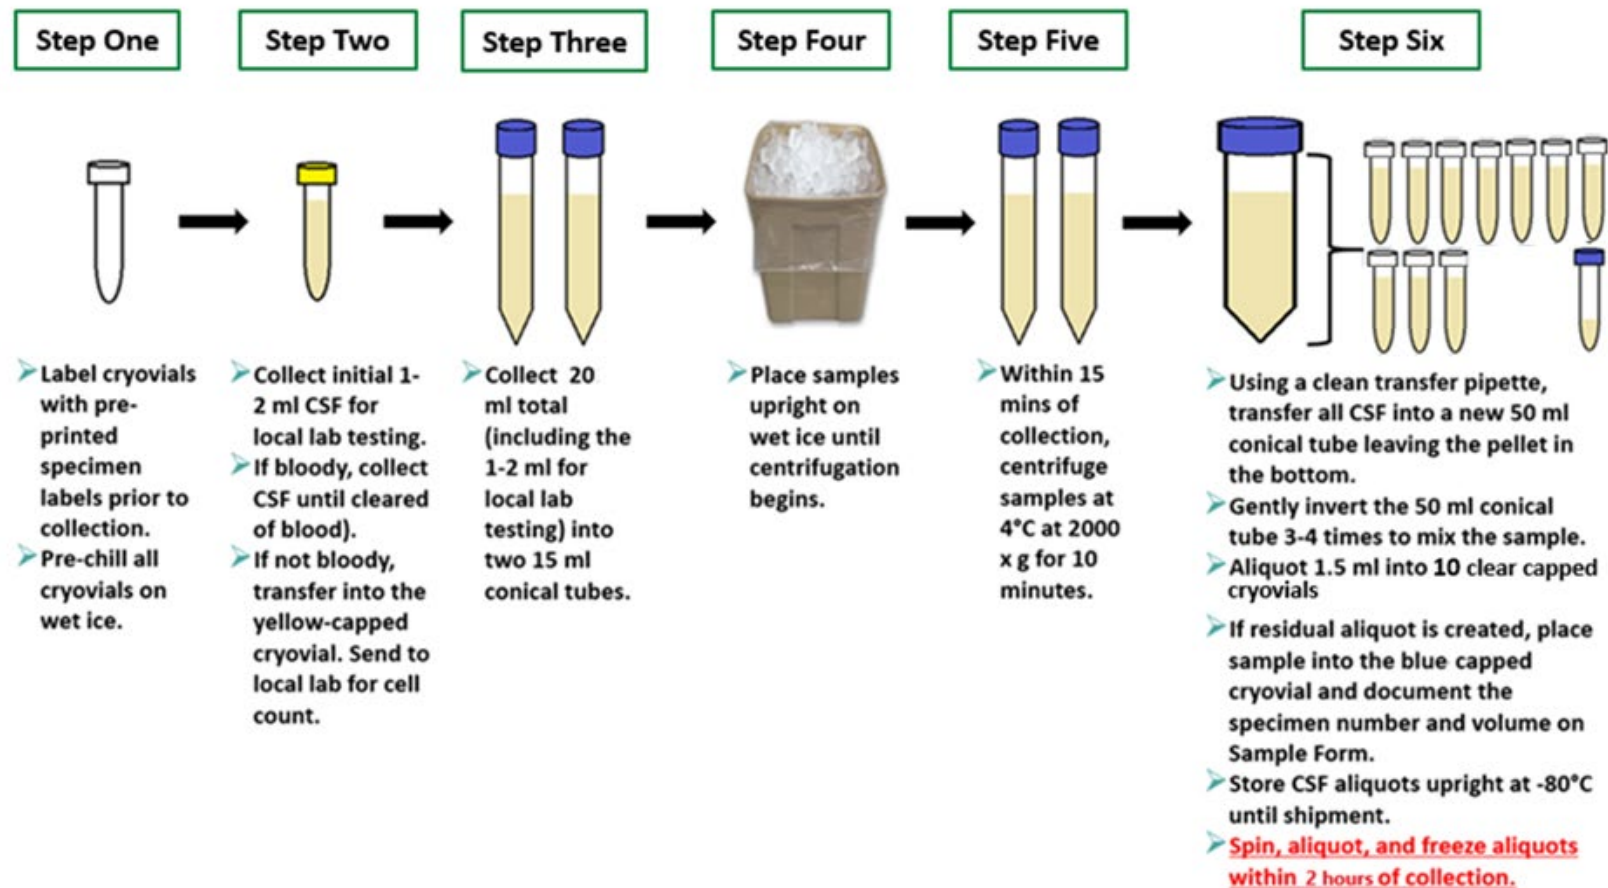 Step One
Step Two
Step Three
Step Four
Step Five
Step Six
Label cryovials
with pre-
printed
specimen
labels prior to
collection.
Pre-chill all
cryovials on
wet ice.
Collect initial 1-
2 ml CSF for
local lab testing.
If bloody, collect
CSF until cleared
of blood).
If not bloody,
transfer into the
yellow-capped
cryovial. Send to
local lab for cell
count.
Collect 20
ml total
(including the
1-2 ml for
local lab
testing) into
two 15 ml
conical tubes.
Place samples
upright on
wet ice until
centrifugation
begins.
Within 15
mins of
collection,
centrifuge
samples at
4°C at 2000
x g for 10
minutes.
Using a clean transfer pipette,
transfer all CSF into a new 50 ml
conical tube leaving the pellet in
the bottom.
Gently invert the 50 ml conical
tube 3-4 times to mix the sample.
Aliquot 1.5 ml into 10 clear capped
cryovials
If residual aliquot is created, place
sample into the blue capped
cryovial and document the
specimen number and volume on
Sample Form.
Store CSF aliquots upright at -80°C
until shipment.
Spin, aliquot, and freeze aliquots
within 2 hours of collection.